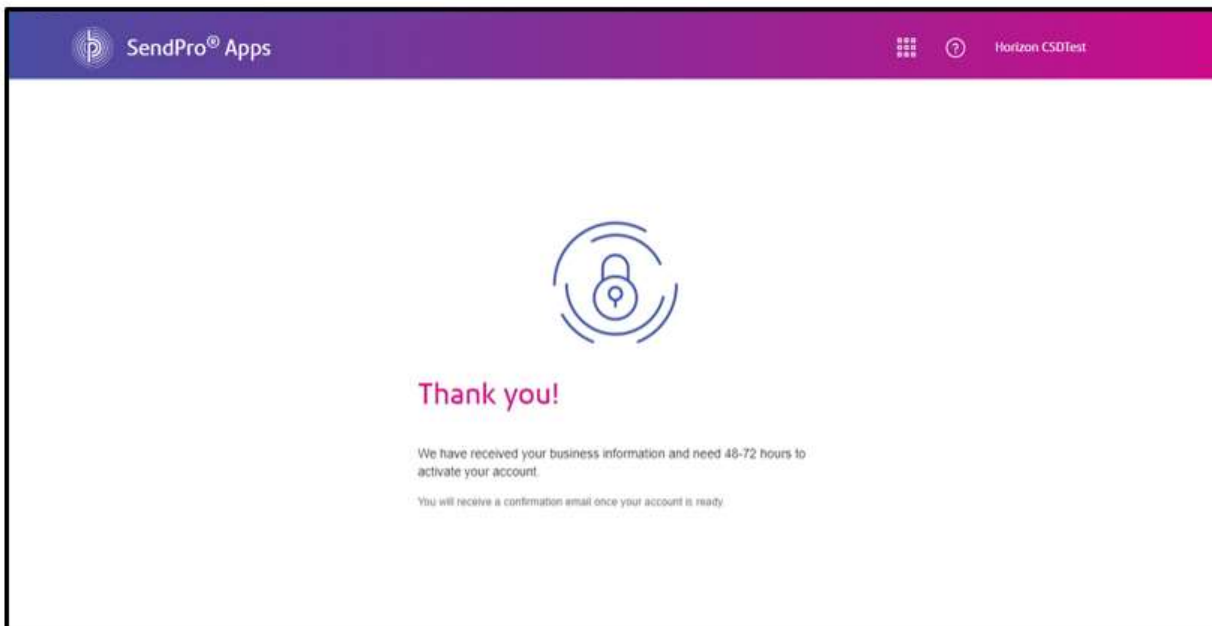 SendPro® Apps
Horizon CSDTest
Thank you!
We have received your business information and need 48-72 hours to
activate your account.
You will receive a confirmation email once your account is ready.